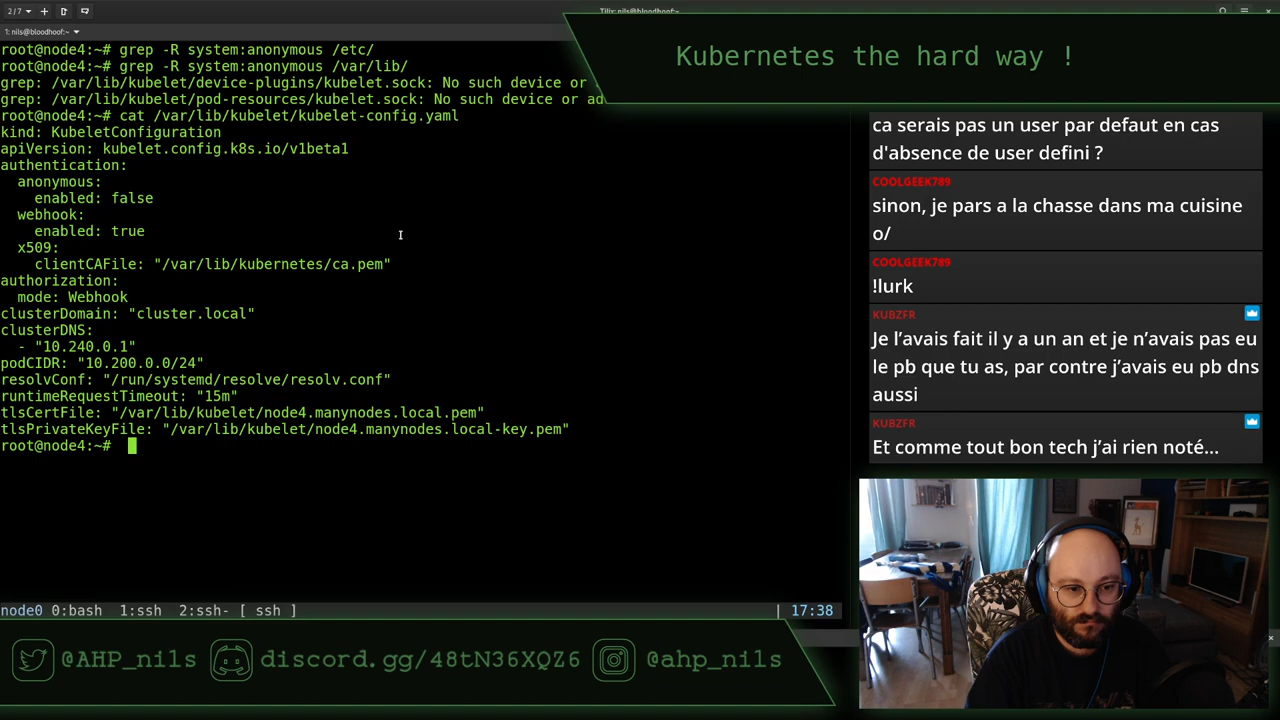 2/7
Tilix: nils@bloodhoof:~
1: nils@bloodhoof:~
root@node4:~# grep -R system:anonymous /etc/
root@node4:~# grep -R system:anonymous /var/lib/
grep: /var/lib/kubelet/device-plugins/kubelet.sock: No such device or
grep: /var/lib/kubelet/pod-resources/kubelet.sock: No such device or ad
root@node4:~# cat /var/lib/kubelet/kubelet-config.yaml
kind: KubeletConfiguration
apiVersion: kubelet.config.k8s.io/v1beta1
authentication:
  anonymous:
    enabled: false
  webhook:
    enabled: true
  x509:
    clientCAFile: "/var/lib/kubernetes/ca.pem"
authorization:
  mode: Webhook
clusterDomain: "cluster.local"
clusterDNS:
  - "10.240.0.1"
podCIDR: "10.200.0.0/24"
resolvConf: "/run/systemd/resolve/resolv.conf"
runtimeRequestTimeout: "15m"
tlsCertFile: "/var/lib/kubelet/node4.manynodes.local.pem"
tlsPrivateKeyFile: "/var/lib/kubelet/node4.manynodes.local-key.pem"
root@node4:~#
node0 0:bash  1:ssh  2:ssh- [ ssh ] | 17:38
Kubernetes the hard way !
ca serais pas un user par defaut en cas
d'absence de user defini ?
COOLGEEK789
sinon, je pars a la chasse dans ma cuisine
o/
COOLGEEK789
!lurk
KUBZFR
Je l’avais fait il y a un an et je n’avais pas eu
le pb que tu as, par contre j’avais eu pb dns
aussi
KUBZFR
Et comme tout bon tech j’ai rien noté...
@AHP_nils discord.gg/48tN36XQZ6 @ahp_nils